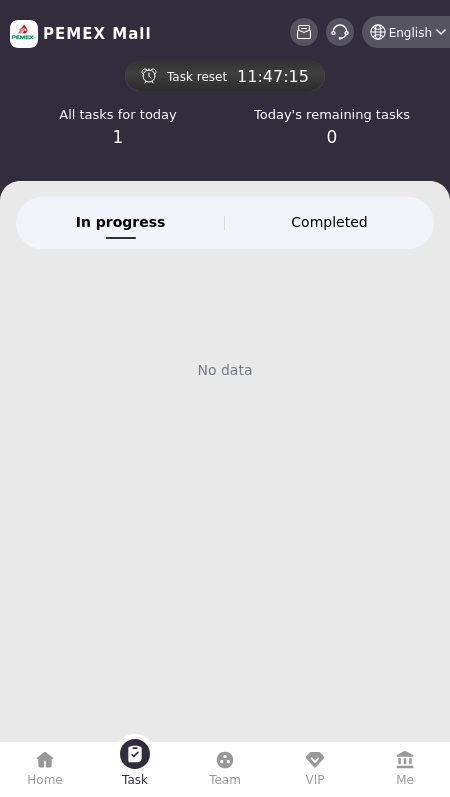 PEMEX
PEMEX Mall
English
Task reset 11:47:15
All tasks for today
1
Today's remaining tasks
0
In progress
Completed
No data
Home
Task
Team
VIP
Me